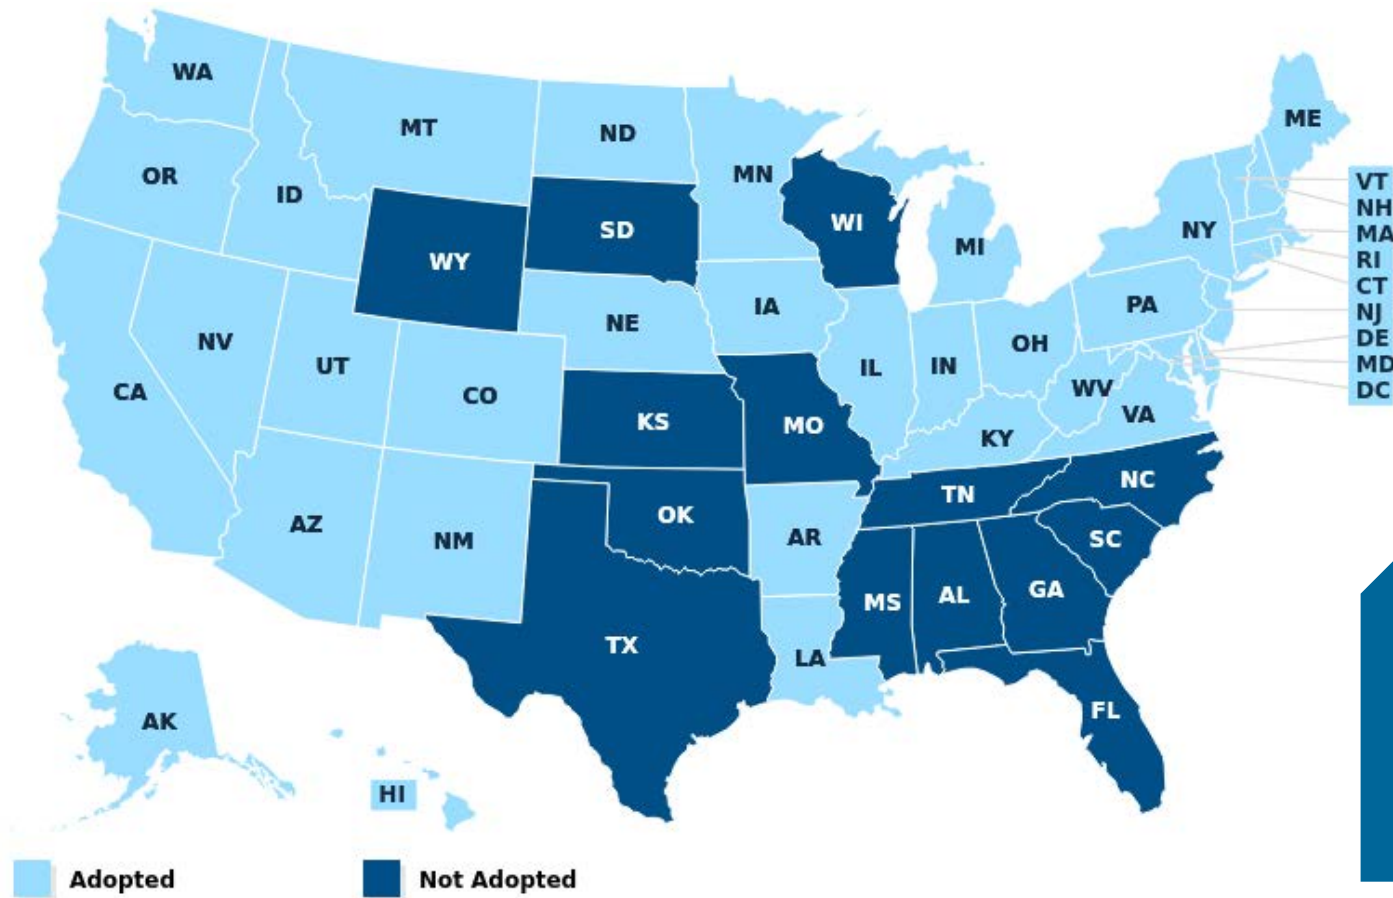 WA
MT
ND
ME
OR
ID
MN
VT
NH
MA
RI
CT
NJ
DE
MD
DC
WY
SD
WI
MI
NY
NV
UT
CO
NE
IA
IL
IN
OH
PA
CA
KS
MO
KY
WV
VA
AZ
NM
OK
AR
TN
NC
SC
TX
LA
MS
AL
GA
FL
AK
HI
Adopted
Not Adopted